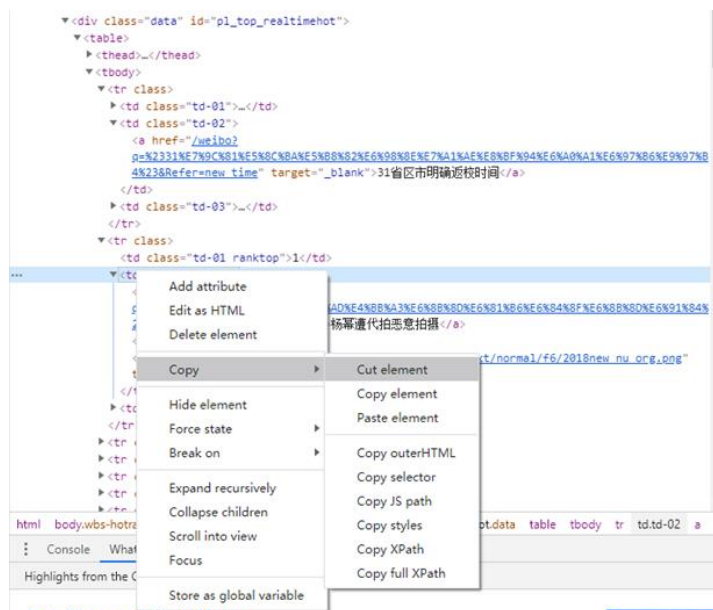 ▼<div class="data" id="pl_top_realtimehot">
▼<table>
▶<thead>…</thead>
▼<tbody>
▼<tr class>
▶<td class="td-01">…</td>
▼<td class="td-02">
<a href="/weibo?
q=%2331%E7%9C%81%E5%8C%BA%E5%B8%82%E6%98%8E%E7%A1%AE%E8%BF%94%E6%A0%A1%E6%97%B6%E9%97%B
4%23&Refer=new_time" target="_blank">31省区市明确返校时间</a>
</td>
▶<td class="td-03">…</td>
</tr>
▼<tr class>
<td class="td-01 ranktop">1</td>
Add attribute
Edit as HTML
Delete element
Copy
Hide element
Force state
Break on
Expand recursively
Collapse children
Scroll into view
Focus
Store as global variable
%AD%E4%BB%A3%E6%8B%8D%E6%81%B6%E6%84%8F%E6%8B%8D%E6%91%84%
杨幂遭代拍恶意拍摄</a>
Cut element
Copy element
Paste element
Copy outerHTML
Copy selector
Copy JS path
Copy styles
Copy XPath
Copy full XPath
xt/normal/f6/2018new_nu_org.png"
</tr>
▶<tr
▶<tr
▶<tr
▶<tr
html body.wbs-hotra ot.data table tbody tr td.td-02 a
Console What
Highlights from the C